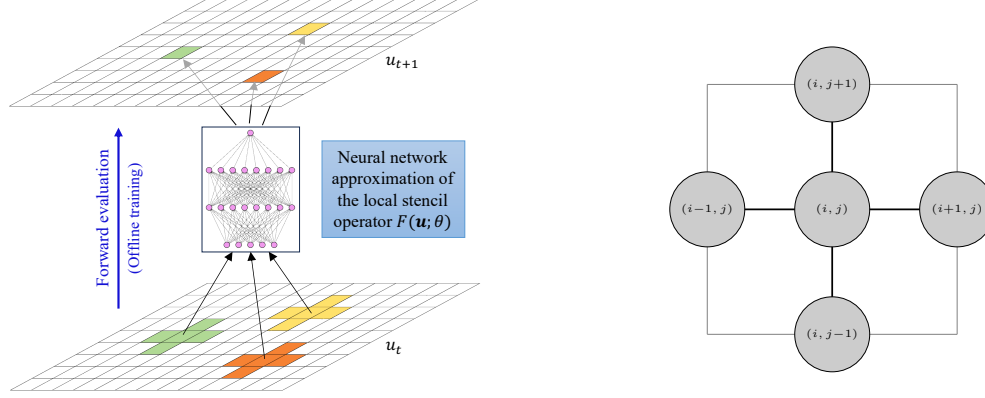 u_{t+1}
Forward evaluation
(Offline training)
Neural network
approximation of
the local stencil
operator F(u; θ)
u_t
(i, j+1)
(i−1, j)
(i, j)
(i+1, j)
(i, j−1)